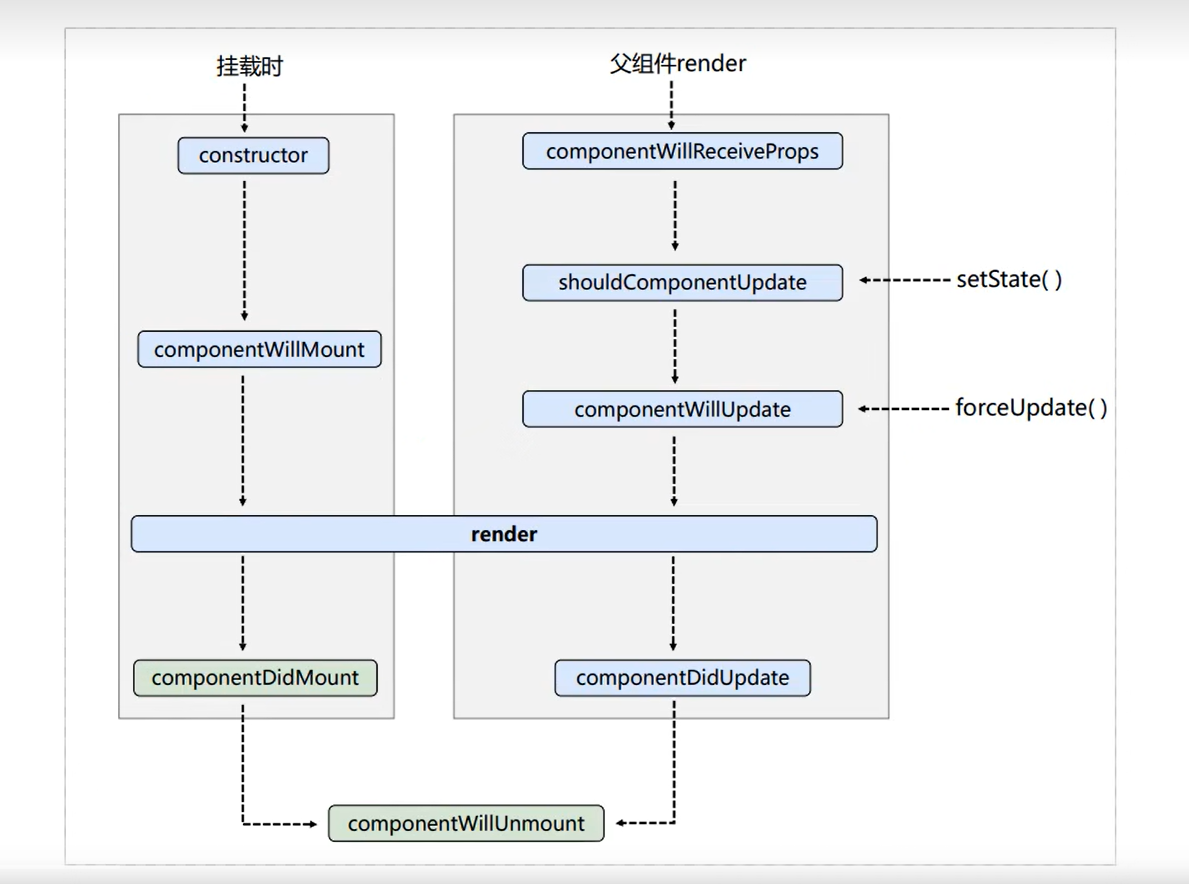 挂载时
父组件render
constructor
componentWillReceiveProps
shouldComponentUpdate
setState( )
componentWillMount
componentWillUpdate
forceUpdate( )
render
componentDidMount
componentDidUpdate
componentWillUnmount